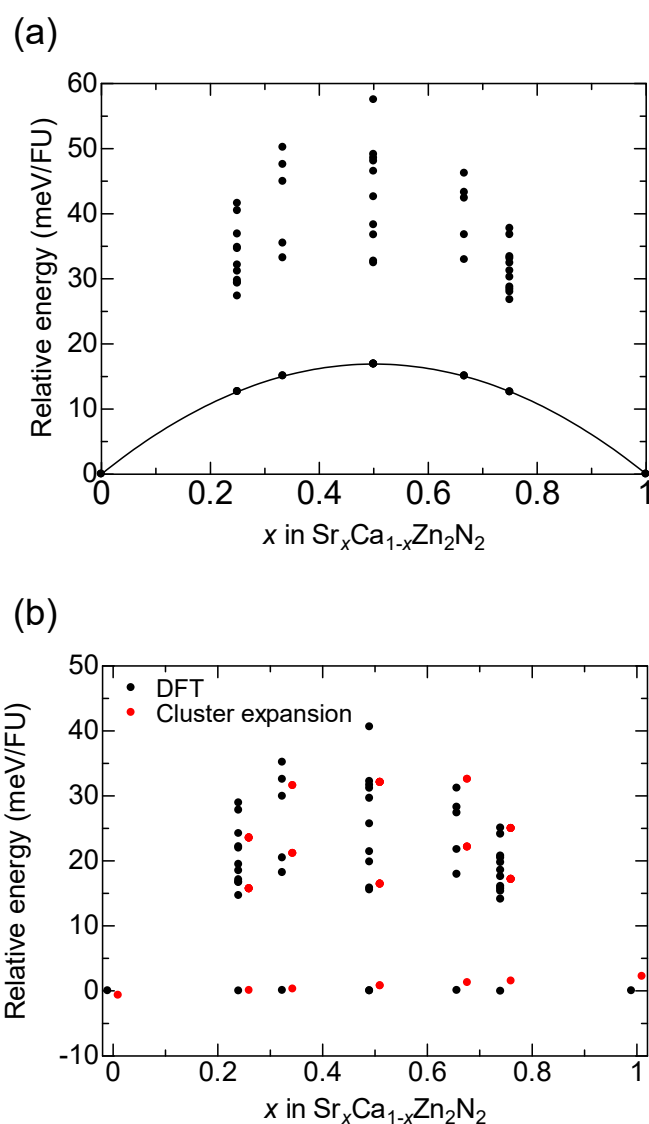 (a)
Relative energy (meV/FU)
60
50
40
30
20
10
0
0 0.2 0.4 0.6 0.8 1
x in SrxCa1-xZn2N2
(b)
Relative energy (meV/FU)
50
40
30
20
10
0
-10
DFT
Cluster expansion
0 0.2 0.4 0.6 0.8 1
x in SrxCa1-xZn2N2